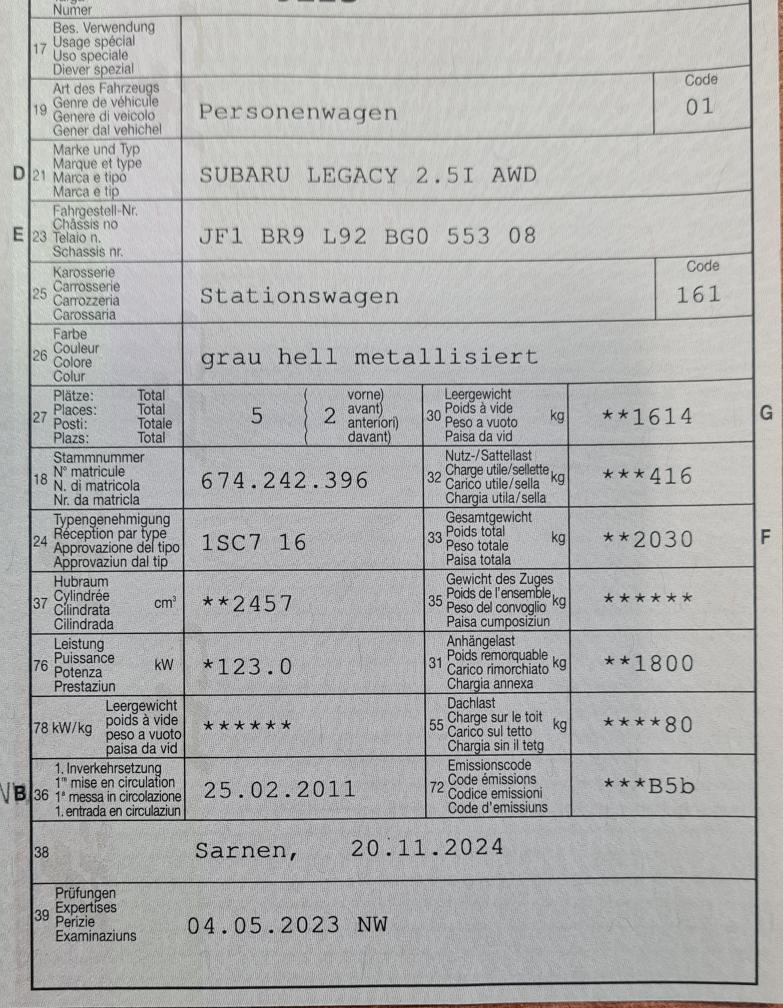 Numer
17 Bes. Verwendung
Usage spécial
Uso speciale
Diever spezial
19 Art des Fahrzeugs
Genre de véhicule
Genere di veicolo
Gener dal vehichel
Personenwagen
Code
01
D 21 Marke und Typ
Marque et type
Marca e tipo
Marca e tip
SUBARU LEGACY 2.5I AWD
E 23 Fahrgestell-Nr.
Châssis no
Telaio n.
Schassis nr.
JF1 BR9 L92 BG0 553 08
25 Karosserie
Carrosserie
Carrozzeria
Carossaria
Stationswagen
Code
161
26 Farbe
Couleur
Colore
Colur
grau hell metallisiert
27 Plätze: Total
Places: Total
Posti: Totale
Plazs: Total
5 ( 2 vorne)
avant)
anteriori)
davant)
30 Leergewicht
Poids à vide kg
Peso a vuoto
Paisa da vid
**1614 G
18 Stammnummer
N° matricule
N. di matricola
Nr. da matricla
674.242.396
32 Nutz-/Sattellast
Charge utile/sellette kg
Carico utile/sella
Chargia utila/sella
***416
24 Typengenehmigung
Réception par type
Approvazione del tipo
Approvaziun dal tip
1SC7 16
33 Gesamtgewicht
Poids total kg
Peso totale
Paisa totala
**2030 F
37 Hubraum
Cylindrée cm³
Cilindrata
Cilindrada
**2457
35 Gewicht des Zuges
Poids de l'ensemble kg
Peso del convoglio
Paisa cumposiziun
******
76 Leistung
Puissance kW
Potenza
Prestaziun
*123.0
31 Anhängelast
Poids remorquable kg
Carico rimorchiato
Chargia annexa
**1800
78 kW/kg Leergewicht
poids à vide
peso a vuoto
paisa da vid
******
55 Dachlast
Charge sur le toit kg
Carico sul tetto
Chargia sin il tetg
****80
B 36 1. Inverkehrsetzung
1re mise en circulation
1a messa in circolazione
1. entrada en circulaziun
25.02.2011
72 Emissionscode
Code émissions
Codice emissioni
Code d'emissiuns
***B5b
38 Sarnen, 20.11.2024
39 Prüfungen
Expertises
Perizie
Examinaziuns
04.05.2023 NW